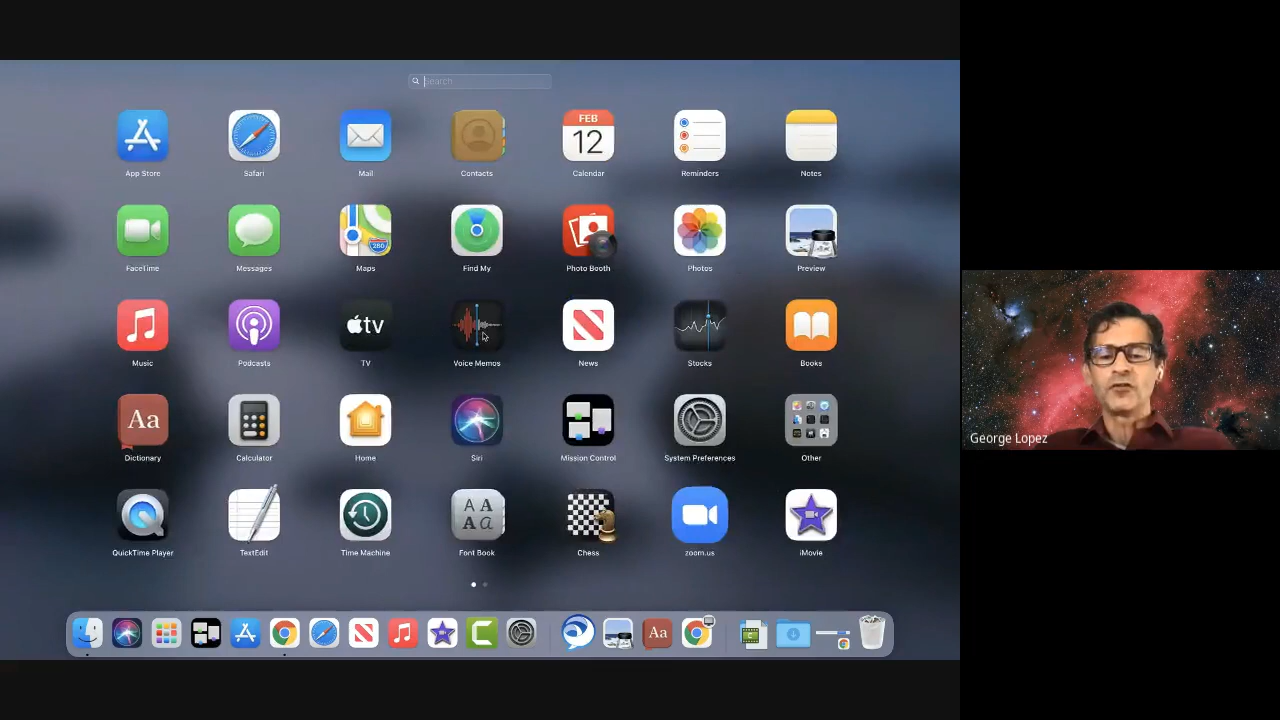 Search
App Store
Safari
Mail
Contacts
FEB
12
Calendar
Reminders
Notes
FaceTime
Messages
280
Maps
Find My
Photo Booth
Photos
Preview
Music
Podcasts
tv
TV
Voice Memos
News
Stocks
Books
Aa
Dictionary
Calculator
Home
Siri
Mission Control
System Preferences
Other
QuickTime Player
TextEdit
Time Machine
A A
A a
Font Book
Chess
zoom.us
iMovie
Aa
George Lopez